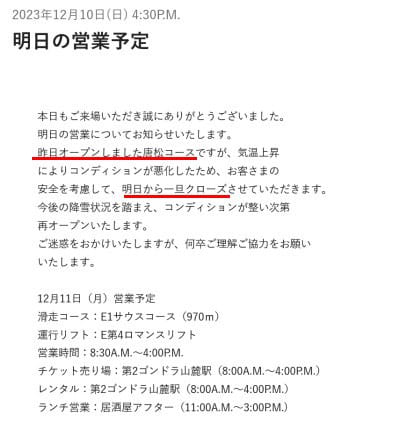 2023年12月10日(日) 4:30P.M.
明日の営業予定
本日もご来場いただき誠にありがとうございました。
明日の営業についてお知らせいたします。
昨日オープンしました唐松コースですが、気温上昇
によりコンディションが悪化したため、お客さまの
安全を考慮して、明日から一旦クローズさせていただきます。
今後の降雪状況を踏まえ、コンディションが整い次第
再オープンいたします。
ご迷惑をおかけいたしますが、何卒ご理解ご協力をお願い
いたします。
12月11日（月）営業予定
滑走コース：E1サウスコース（970m）
運行リフト：E第4ロマンスリフト
営業時間：8:30A.M.〜4:00P.M.
チケット売り場：第2ゴンドラ山麓駅（8:00A.M.〜4:00P.M.）
レンタル：第2ゴンドラ山麓駅（8:00A.M.〜4:00P.M.）
ランチ営業：居酒屋アフター（11:00A.M.〜3:00P.M.）